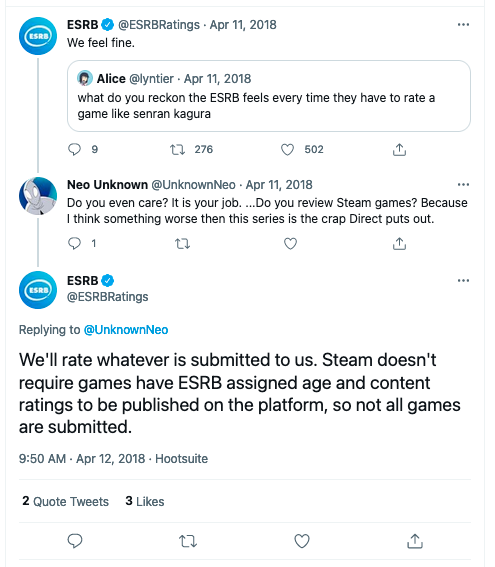 ESRB @ESRBRatings · Apr 11, 2018
We feel fine.
Alice @lyntier · Apr 11, 2018
what do you reckon the ESRB feels every time they have to rate a
game like senran kagura
9 276 502
Neo Unknown @UnknownNeo · Apr 11, 2018
Do you even care? It is your job. ...Do you review Steam games? Because
I think something worse then this series is the crap Direct puts out.
1
ESRB
@ESRBRatings
Replying to @UnknownNeo
We'll rate whatever is submitted to us. Steam doesn't
require games have ESRB assigned age and content
ratings to be published on the platform, so not all games
are submitted.
9:50 AM · Apr 12, 2018 · Hootsuite
2 Quote Tweets 3 Likes